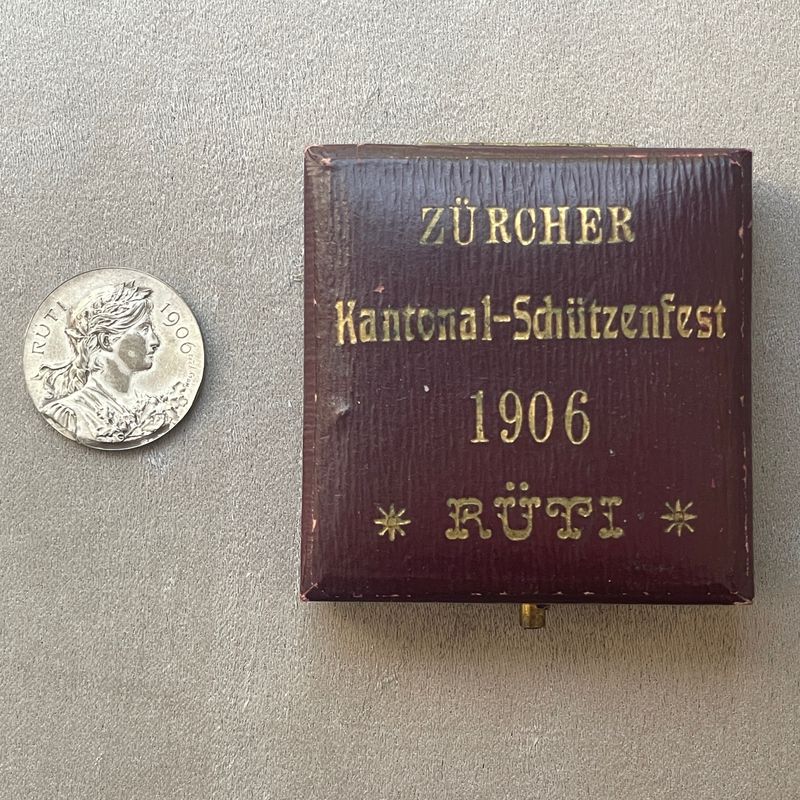 RÜTI 1906
ZÜRCHER
Kantonal-Schützenfest
1906
* RÜTI *